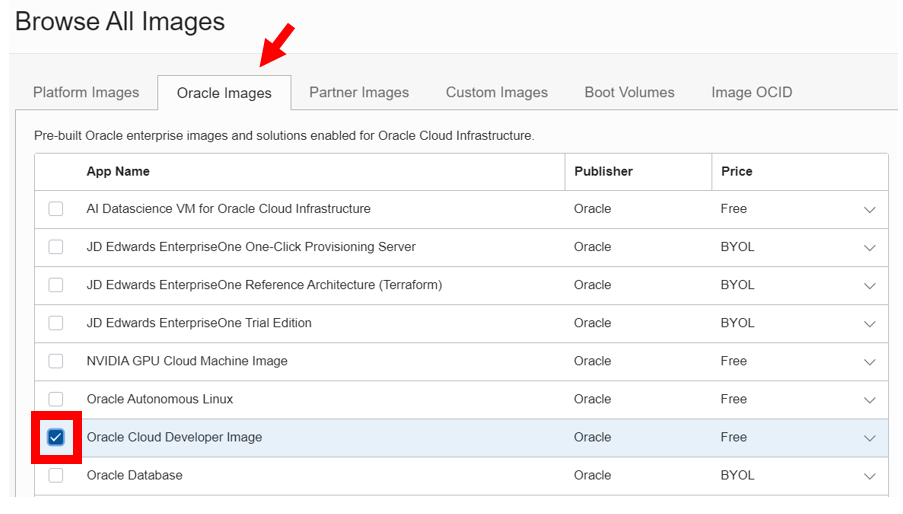 Browse All Images
Platform Images Oracle Images Partner Images Custom Images Boot Volumes Image OCID
Pre-built Oracle enterprise images and solutions enabled for Oracle Cloud Infrastructure.
App Name Publisher Price
AI Datascience VM for Oracle Cloud Infrastructure Oracle Free
JD Edwards EnterpriseOne One-Click Provisioning Server Oracle BYOL
JD Edwards EnterpriseOne Reference Architecture (Terraform) Oracle BYOL
JD Edwards EnterpriseOne Trial Edition Oracle BYOL
NVIDIA GPU Cloud Machine Image Oracle Free
Oracle Autonomous Linux Oracle Free
Oracle Cloud Developer Image Oracle Free
Oracle Database Oracle BYOL